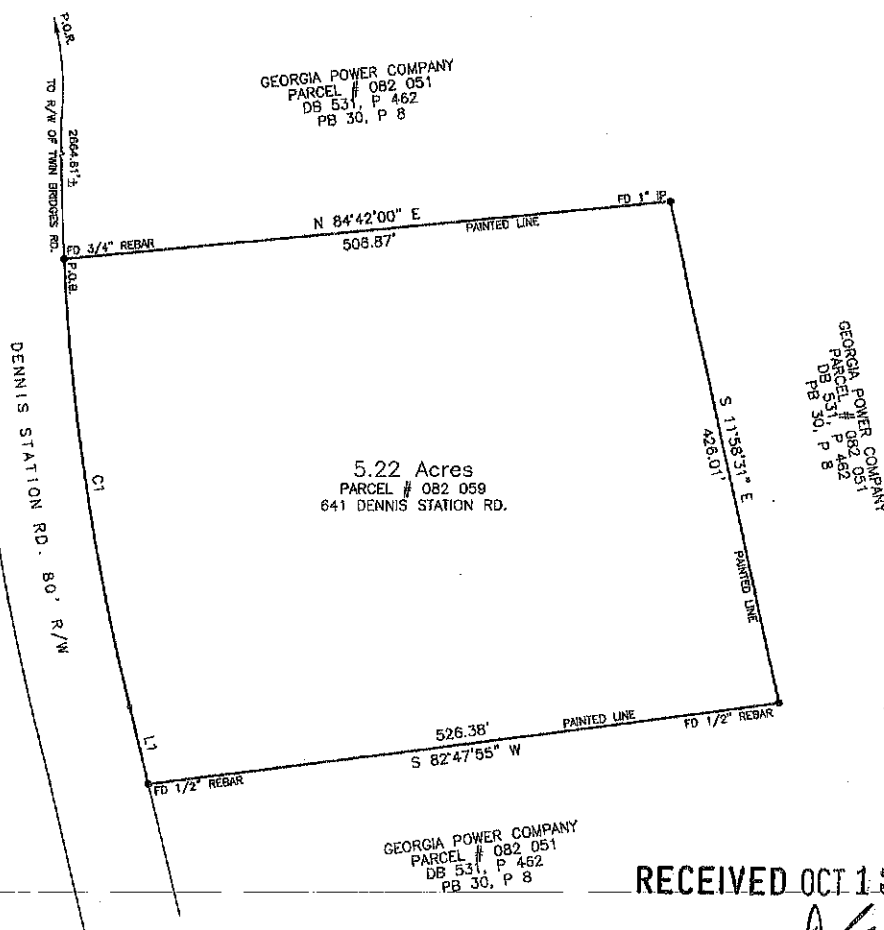 P.O.R.
TO R/W OF TWIN BRIDGES RD.
2664.81'±
GEORGIA POWER COMPANY
PARCEL # 082 051
DB 531, P 462
PB 30, P 8
N 84°42'00" E
508.87'
PAINTED LINE
FD 1" IP
FD 3/4" REBAR
P.O.B.
GEORGIA POWER COMPANY
PARCEL # 082 051
DB 531, P 462
PB 30, P 8
S 11°58'31" E
426.01'
PAINTED LINE
DENNIS STATION RD. 80' R/W
C1
5.22 Acres
PARCEL # 082 059
641 DENNIS STATION RD.
L1
526.38'
S 82°47'55" W
PAINTED LINE
FD 1/2" REBAR
FD 1/2" REBAR
GEORGIA POWER COMPANY
PARCEL # 082 051
DB 531, P 462
PB 30, P 8
RECEIVED OCT 1